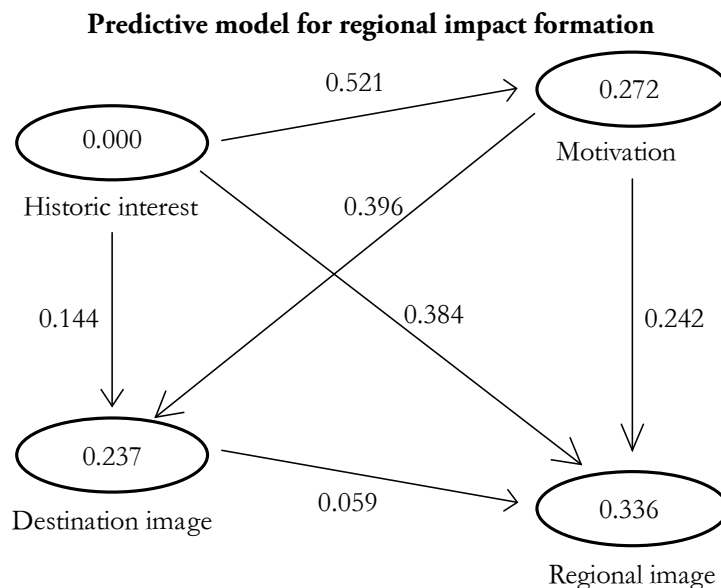 Predictive model for regional impact formation
0.521
0.272
0.000
Motivation
Historic interest
0.396
0.144
0.384
0.242
0.237
0.059
0.336
Destination image
Regional image